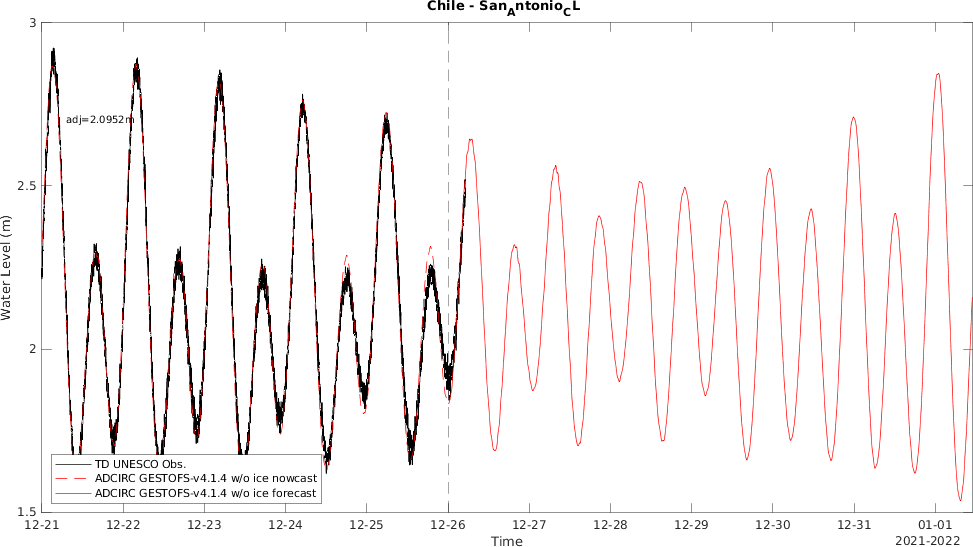 Chile - SanAntonioCL
3
adj=2.0952m
2.5
Water Level (m)
2
TD UNESCO Obs.
ADCIRC GESTOFS-v4.1.4 w/o ice nowcast
ADCIRC GESTOFS-v4.1.4 w/o ice forecast
1.5
12-21 12-22 12-23 12-24 12-25 12-26 12-27 12-28 12-29 12-30 12-31 01-01
Time
2021-2022